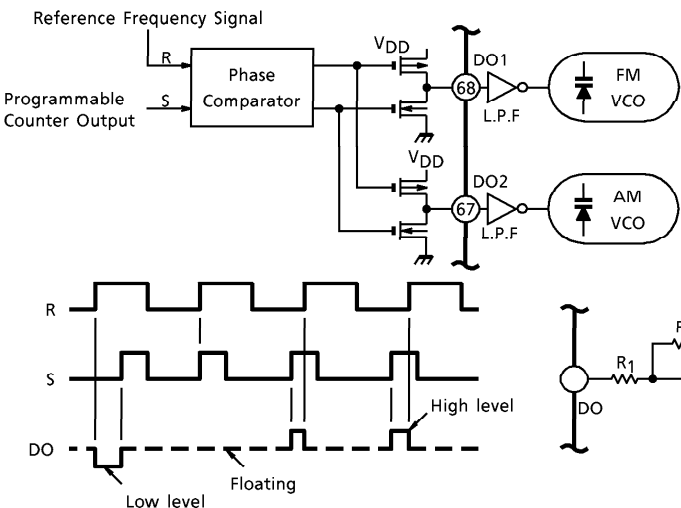 Reference Frequency Signal
R
Phase
Comparator
Programmable
Counter Output
S
VDD
DO1
68
L.P.F
FM
VCO
VDD
DO2
67
L.P.F
AM
VCO
R
S
High level
DO
Floating
Low level
R1
DO